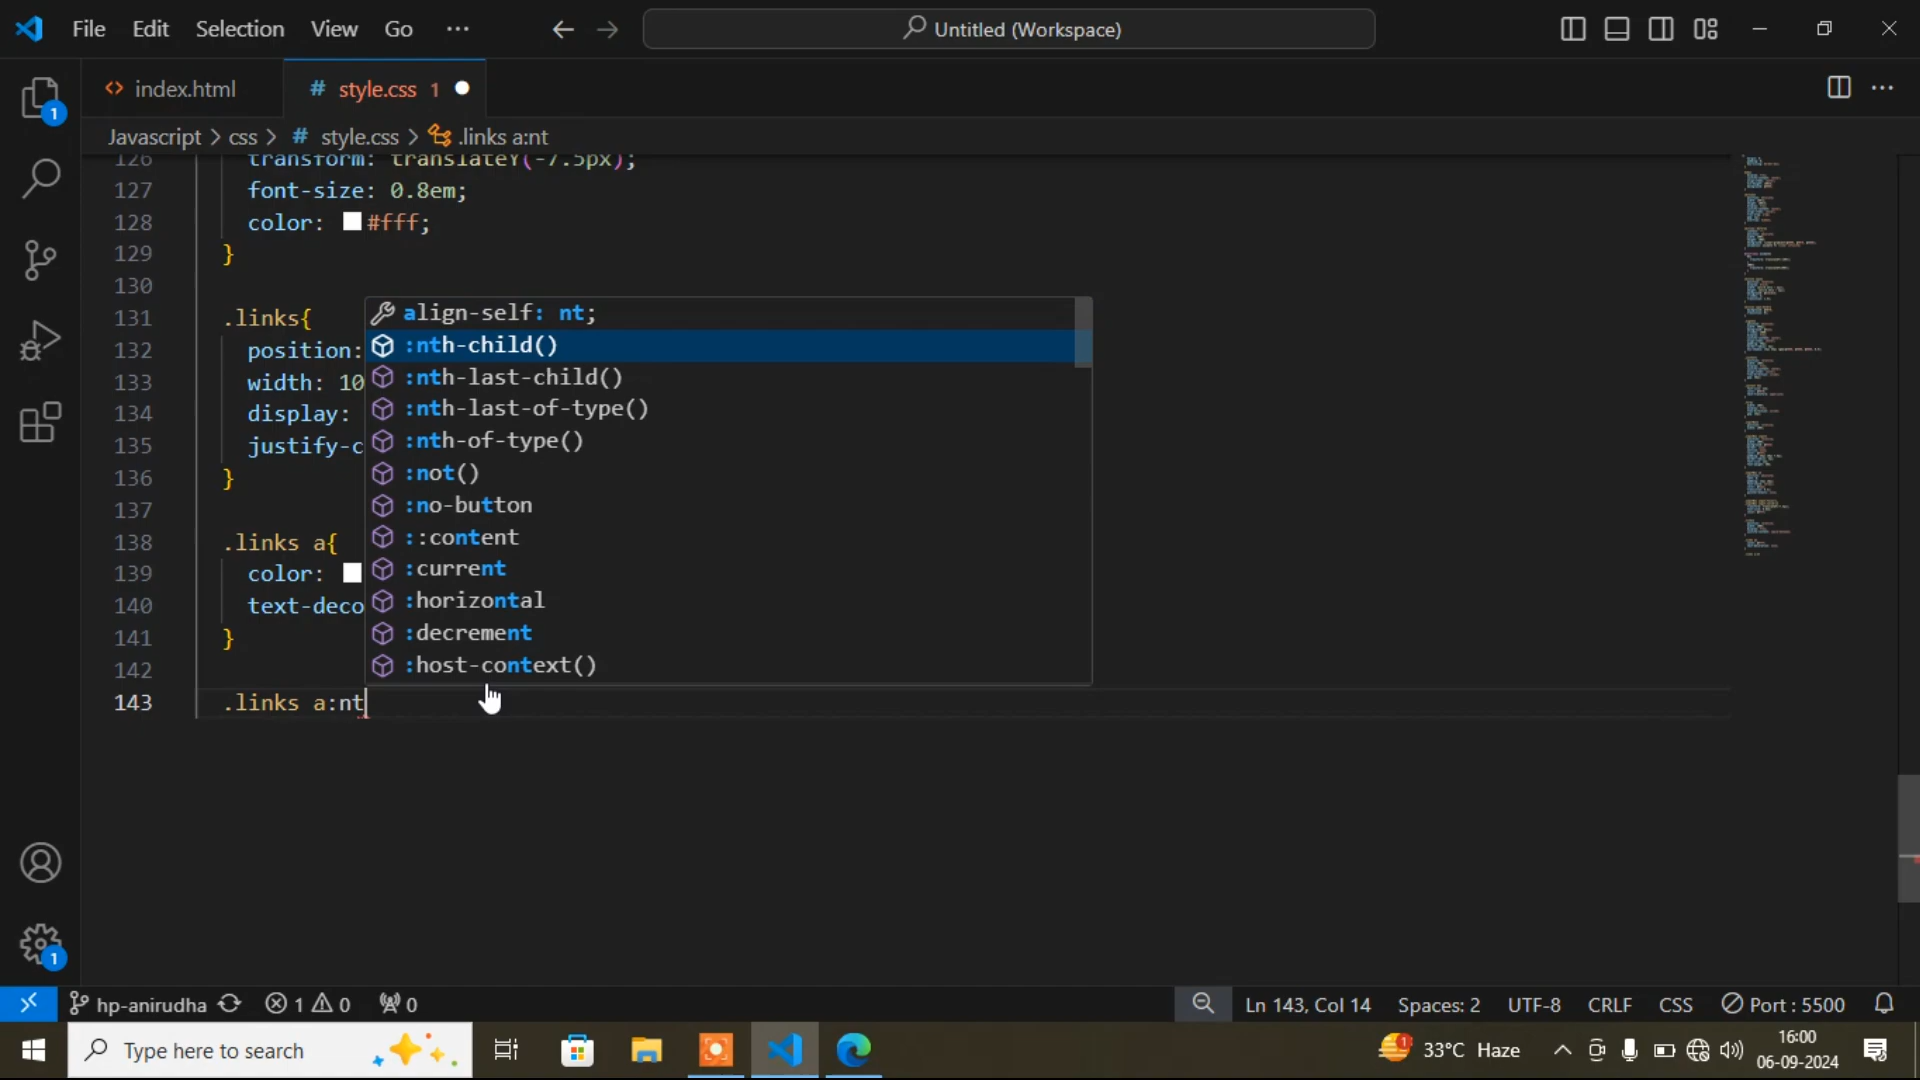 File Edit Selection View Go ··· Untitled (Workspace)
index.html # style.css 1
Javascript > css > # style.css > .links a:nt
126 transform: translateY(-7.5px);
127 font-size: 0.8em;
128 color: #fff;
129 }
130
131 .links{
132 position:
133 width: 10
134 display:
135 justify-c
136 }
137
138 .links a{
139 color:
140 text-deco
141 }
142
143 .links a:nt
align-self: nt;
:nth-child()
:nth-last-child()
:nth-last-of-type()
:nth-of-type()
:not()
:no-button
::content
:current
:horizontal
:decrement
:host-context()
1
1
hp-anirudha 1 0 0 Ln 143, Col 14 Spaces: 2 UTF-8 CRLF CSS Port : 5500
Type here to search 1 33°C Haze 16:00
06-09-2024